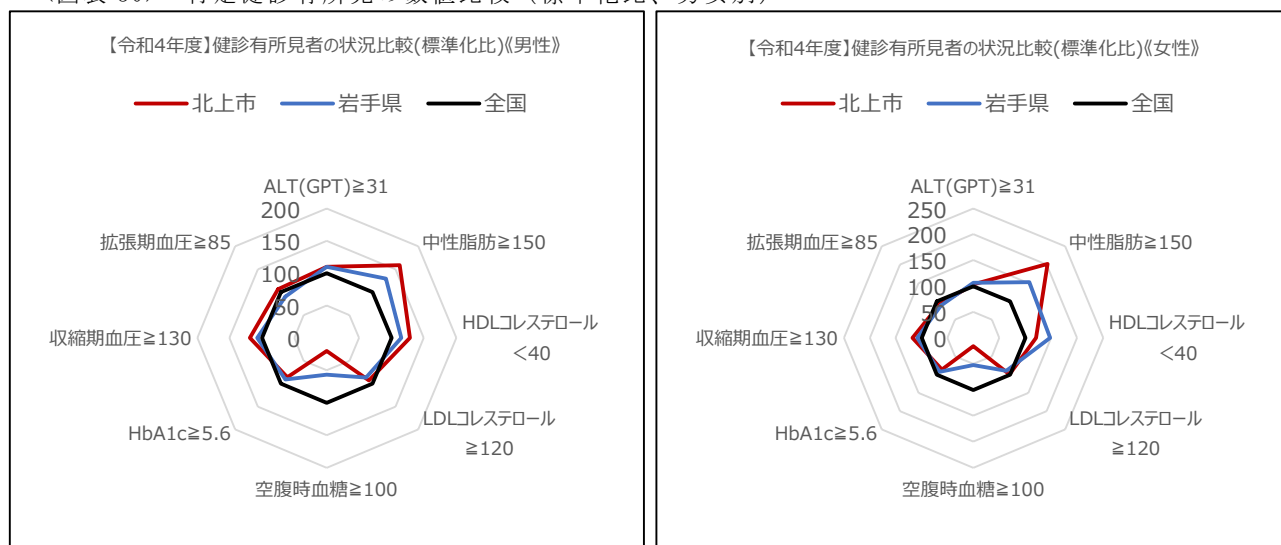 【令和4年度】健診有所見者の状況比較(標準化比)《男性》
北上市 岩手県 全国
ALT(GPT)≧31
中性脂肪≧150
HDLコレステロール
<40
LDLコレステロール
≧120
空腹時血糖≧100
HbA1c≧5.6
収縮期血圧≧130
拡張期血圧≧85
200
150
100
50
0
【令和4年度】健診有所見者の状況比較(標準化比)《女性》
北上市 岩手県 全国
ALT(GPT)≧31
中性脂肪≧150
HDLコレステロール
<40
LDLコレステロール
≧120
空腹時血糖≧100
HbA1c≧5.6
収縮期血圧≧130
拡張期血圧≧85
250
200
150
100
50
0